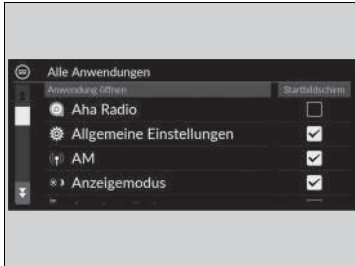 Alle Anwendungen
Anwendung öffnen Startbildschirm
Aha Radio
Allgemeine Einstellungen
AM
Anzeigemodus